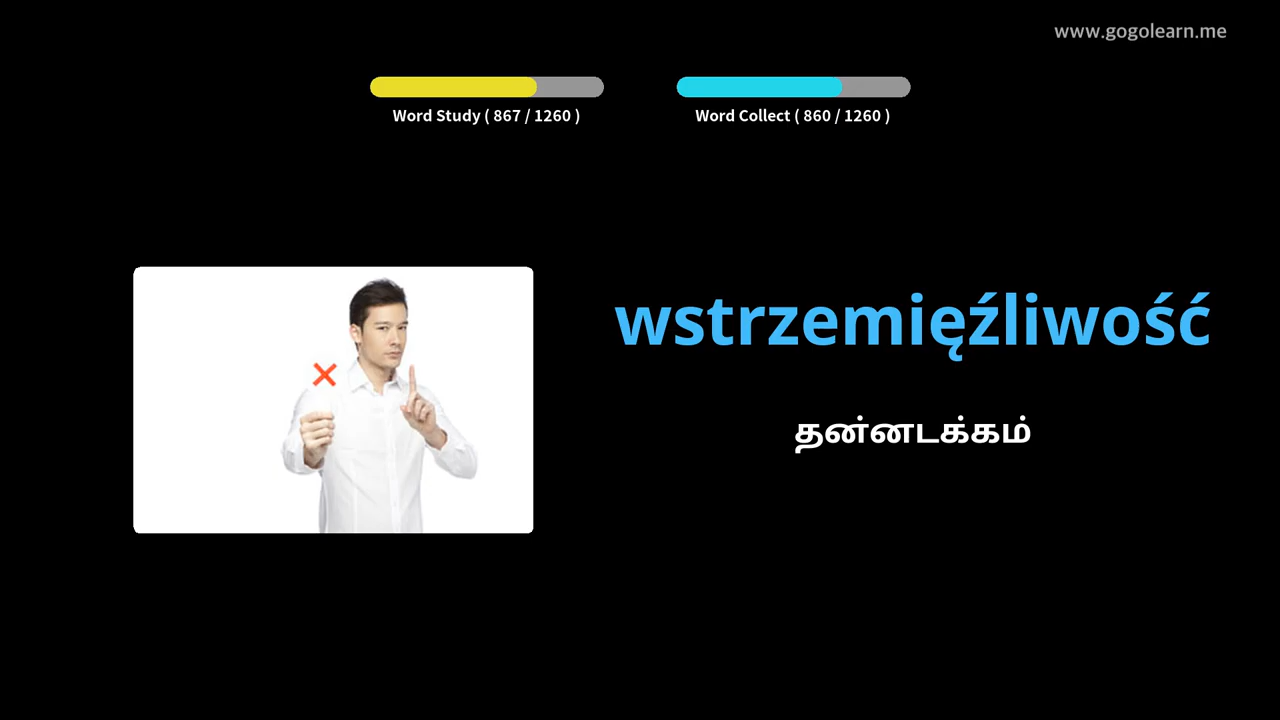 www.gogolearn.me
Word Study ( 867 / 1260 )
Word Collect ( 860 / 1260 )
wstrzemięźliwość
தன்னடக்கம்